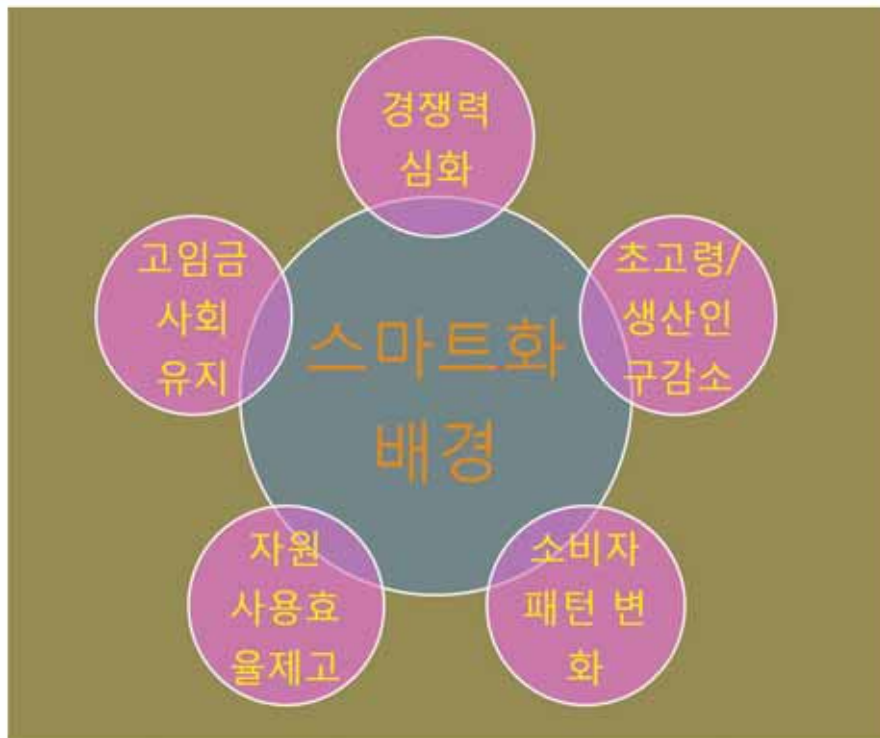 경쟁력
심화
고임금
사회
유지
초고령/
생산인
구감소
스마트화
배경
자원
사용효
율제고
소비자
패턴 변
화